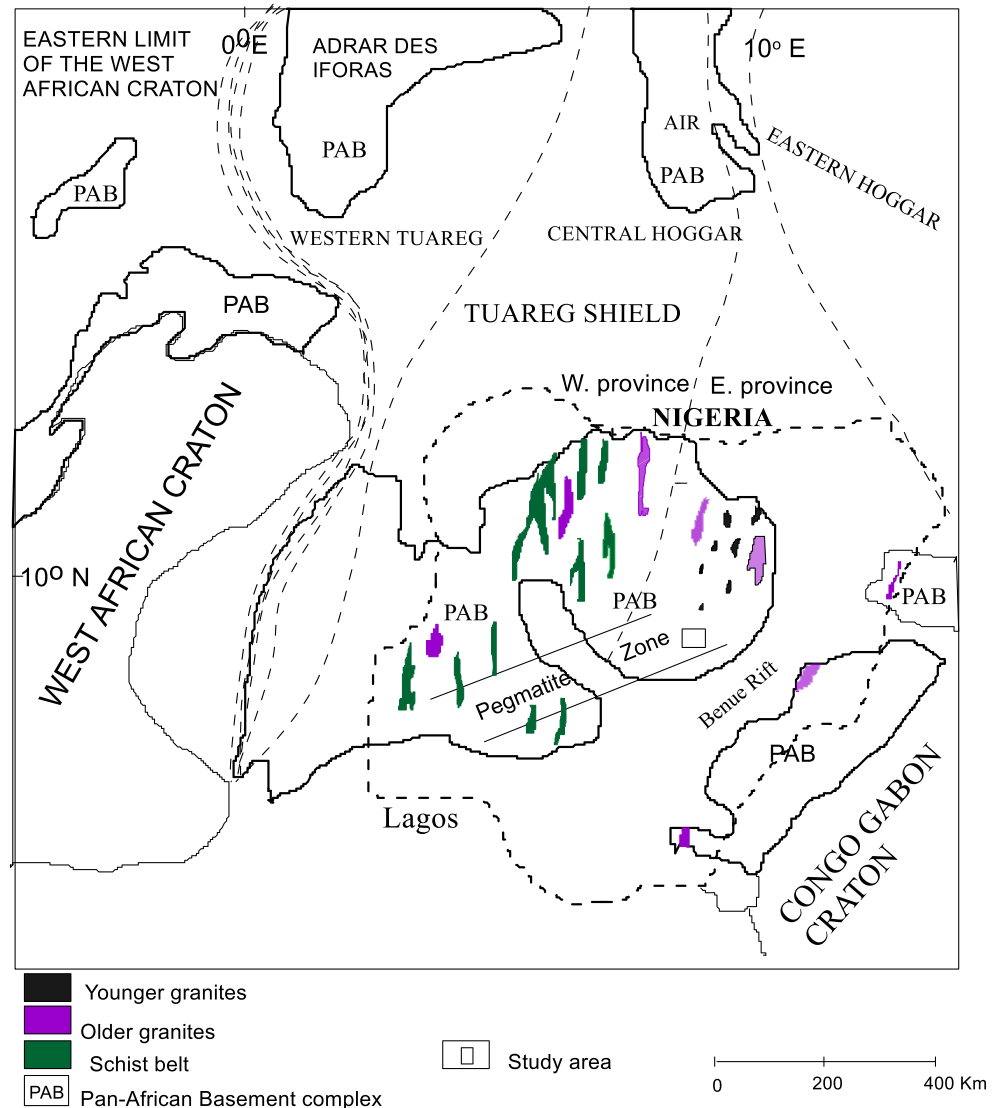 EASTERN LIMIT
OF THE WEST
AFRICAN CRATON
0⁰E
ADRAR DES
IFORAS
10ᵒ E
AIR
PAB
PAB
PAB
EASTERN HOGGAR
WESTERN TUAREG
CENTRAL HOGGAR
PAB
TUAREG SHIELD
W. province
E. province
NIGERIA
WEST AFRICAN CRATON
10ᵒ N
PAB
PAB
PAB
Zone
Pegmatite
Benue Rift
PAB
Lagos
CONGO GABON
CRATON
Younger granites
Older granites
Schist belt
Study area
PAB
Pan-African Basement complex
0
200
400 Km